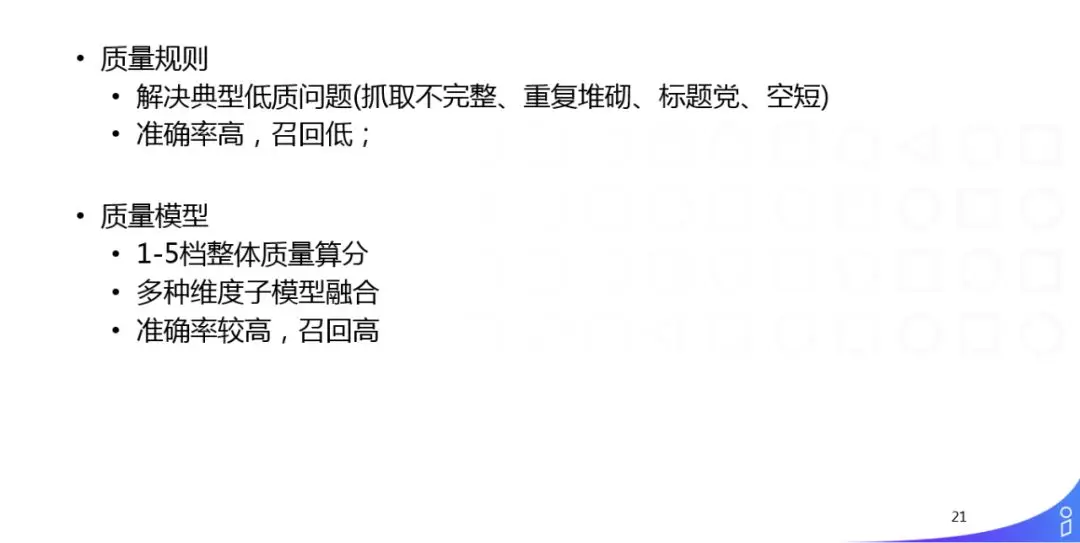 • 质量规则
• 解决典型低质问题(抓取不完整、重复堆砌、标题党、空短)
• 准确率高，召回低；
• 质量模型
• 1-5档整体质量算分
• 多种维度子模型融合
• 准确率较高，召回高
21